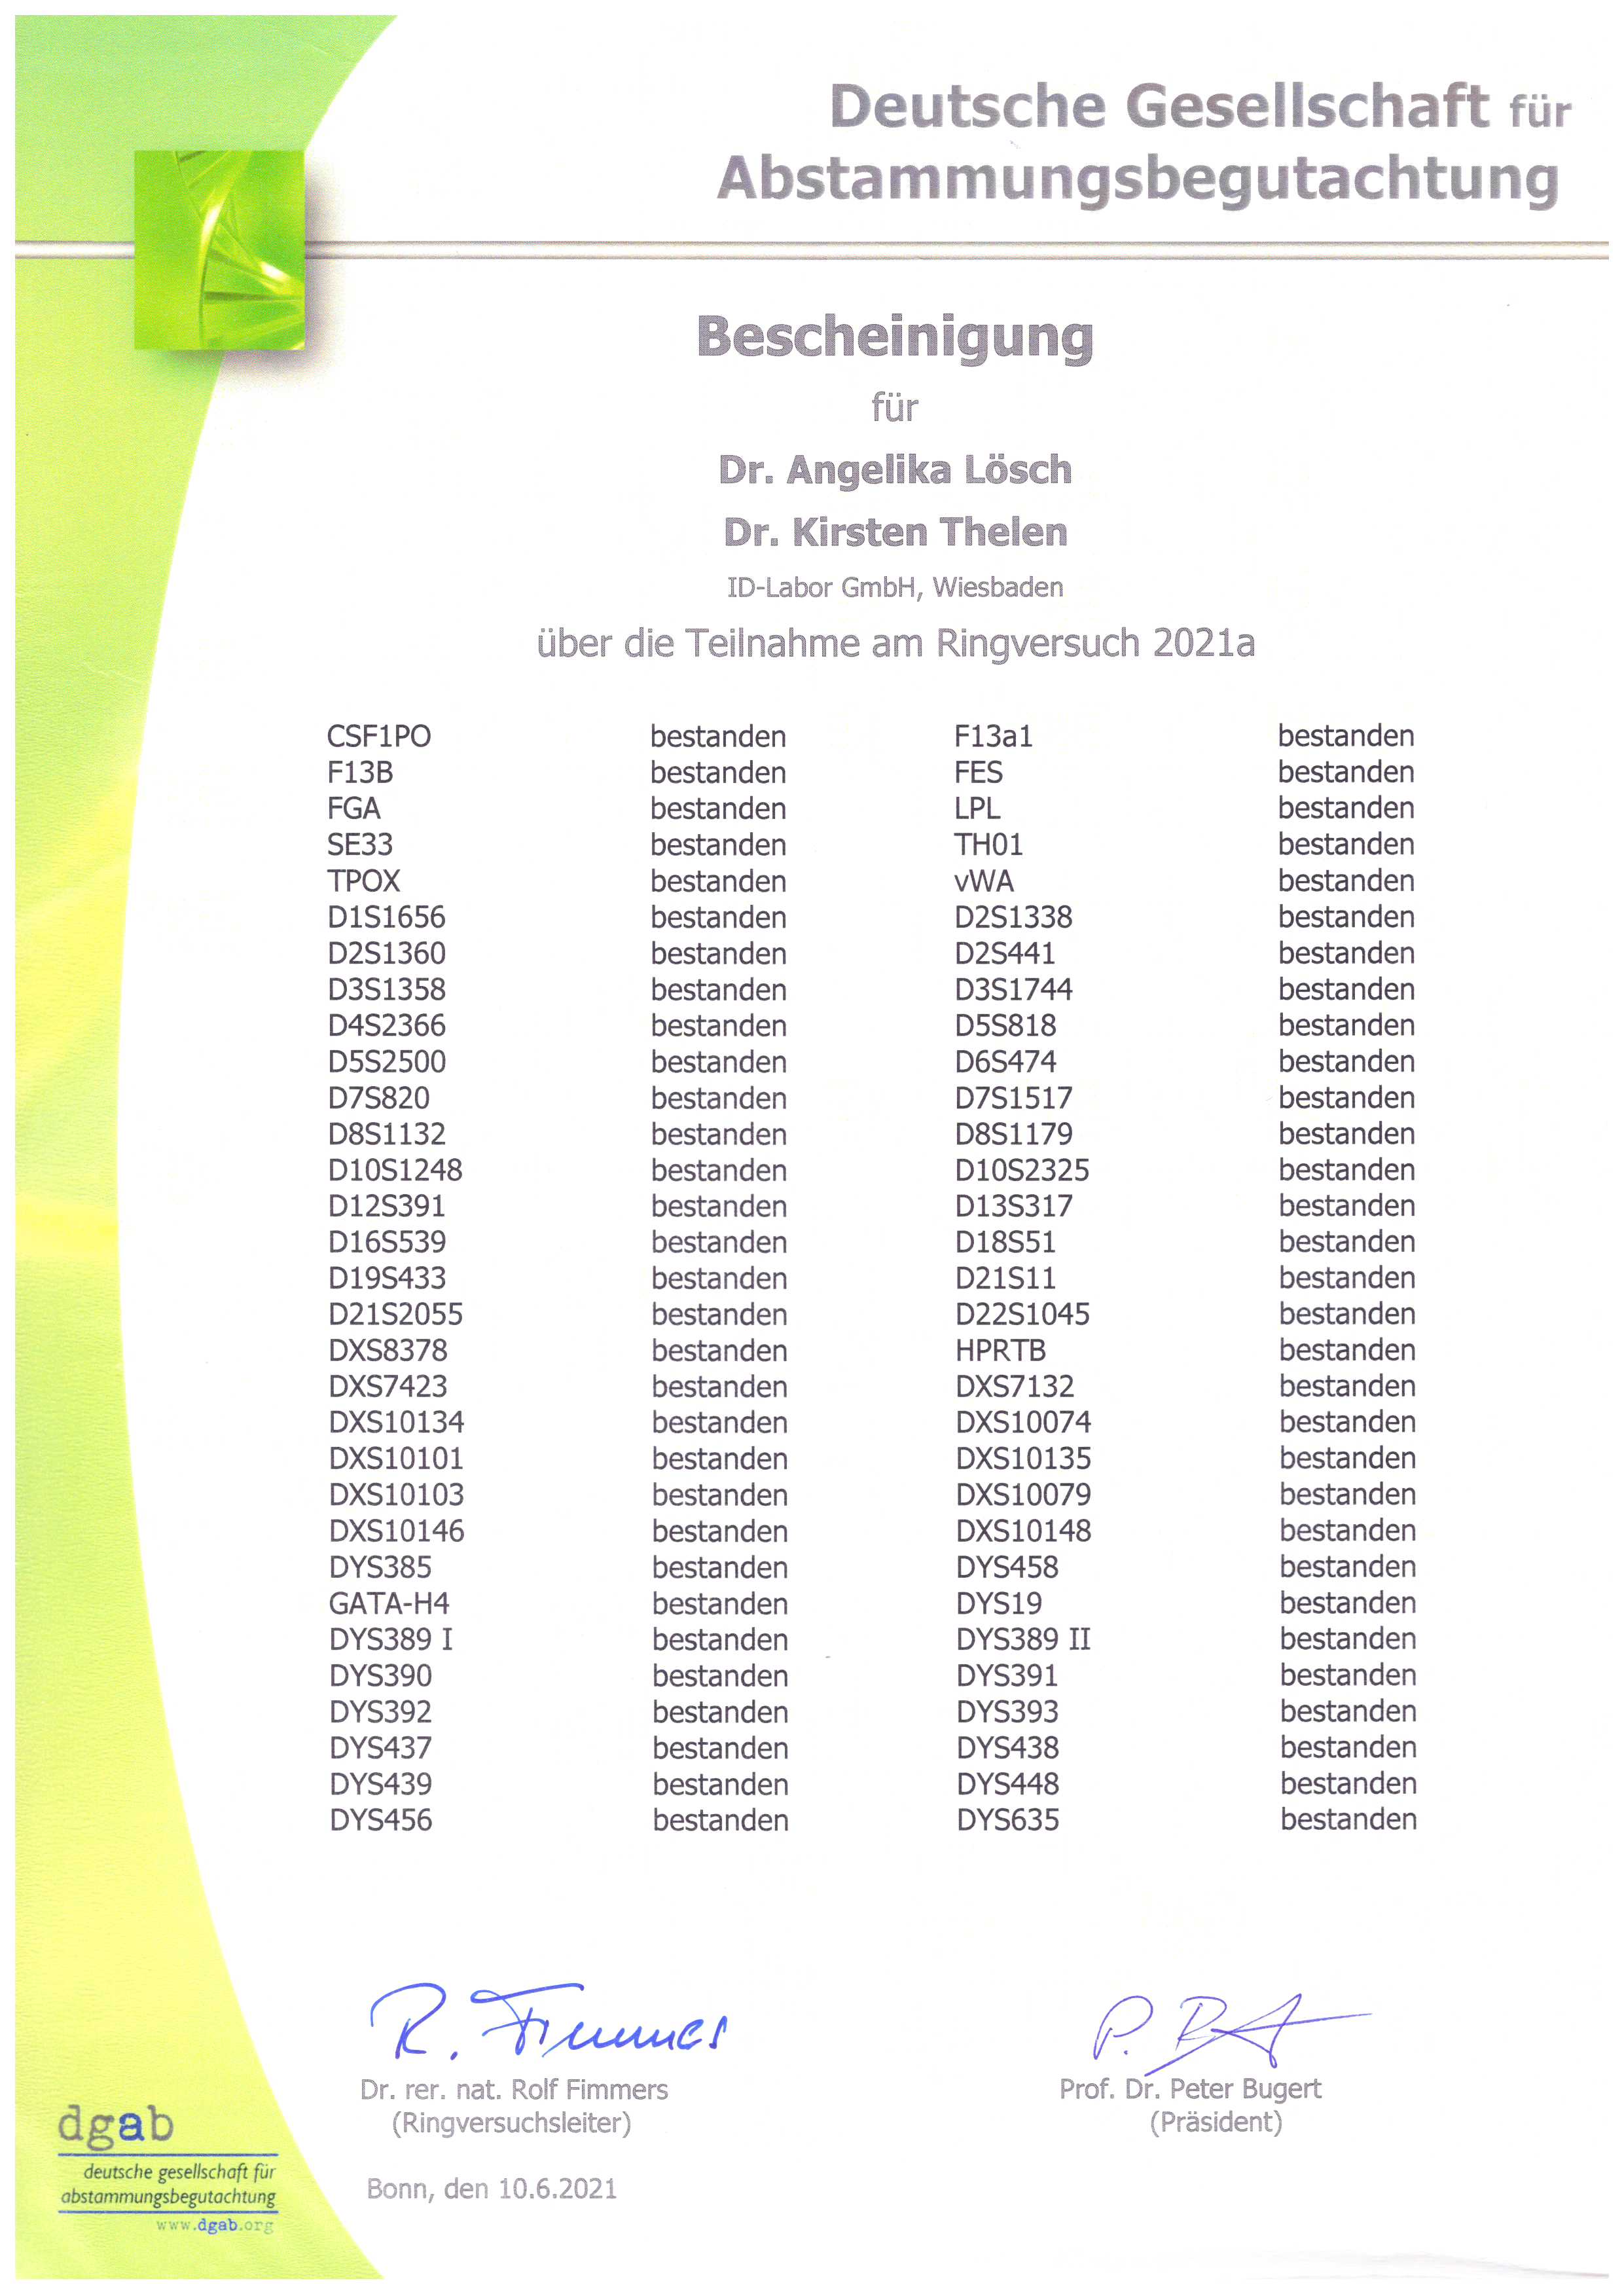 Deutsche Gesellschaft für
Abstammungsbegutachtung
Bescheinigung
für
Dr. Angelika Lösch
Dr. Kirsten Thelen
ID-Labor GmbH, Wiesbaden
über die Teilnahme am Ringversuch 2021a
CSF1PO bestanden F13a1 bestanden
F13B bestanden FES bestanden
FGA bestanden LPL bestanden
SE33 bestanden TH01 bestanden
TPOX bestanden vWA bestanden
D1S1656 bestanden D2S1338 bestanden
D2S1360 bestanden D2S441 bestanden
D3S1358 bestanden D3S1744 bestanden
D4S2366 bestanden D5S818 bestanden
D5S2500 bestanden D6S474 bestanden
D7S820 bestanden D7S1517 bestanden
D8S1132 bestanden D8S1179 bestanden
D10S1248 bestanden D10S2325 bestanden
D12S391 bestanden D13S317 bestanden
D16S539 bestanden D18S51 bestanden
D19S433 bestanden D21S11 bestanden
D21S2055 bestanden D22S1045 bestanden
DXS8378 bestanden HPRTB bestanden
DXS7423 bestanden DXS7132 bestanden
DXS10134 bestanden DXS10074 bestanden
DXS10101 bestanden DXS10135 bestanden
DXS10103 bestanden DXS10079 bestanden
DXS10146 bestanden DXS10148 bestanden
DYS385 bestanden DYS458 bestanden
GATA-H4 bestanden DYS19 bestanden
DYS389 I bestanden DYS389 II bestanden
DYS390 bestanden DYS391 bestanden
DYS392 bestanden DYS393 bestanden
DYS437 bestanden DYS438 bestanden
DYS439 bestanden DYS448 bestanden
DYS456 bestanden DYS635 bestanden
R. Fimmers P.
Dr. rer. nat. Rolf Fimmers Prof. Dr. Peter Bugert
(Ringversuchsleiter) (Präsident)
Bonn, den 10.6.2021
dgab
deutsche gesellschaft für
abstammungsbegutachtung
www.dgab.org